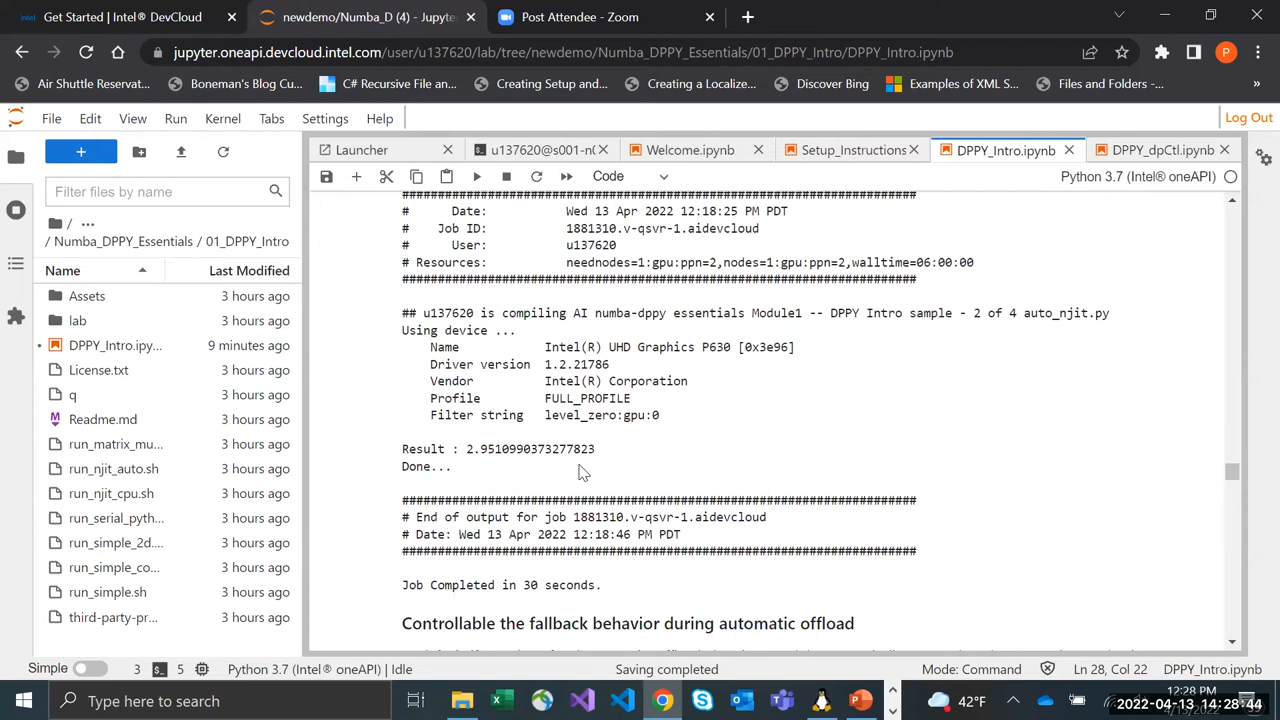 intel Get Started | Intel® DevCloud
newdemo/Numba_D (4) - Jupyter
Post Attendee - Zoom
jupyter.oneapi.devcloud.intel.com/user/u137620/lab/tree/newdemo/Numba_DPPY_Essentials/01_DPPY_Intro/DPPY_Intro.ipynb
P
Air Shuttle Reservat...
Boneman's Blog Cu...
C# Recursive File an...
Creating Setup and...
Creating a Localize...
Discover Bing
Examples of XML S...
Files and Folders -...
»
File Edit View Run Kernel Tabs Settings Help
Log Out
Launcher
u137620@s001-n0
Welcome.ipynb
Setup_Instructions
DPPY_Intro.ipynb
DPPY_dpCtl.ipynb
Filter files by name
Code
Python 3.7 (Intel® oneAPI)
/ ...
/ Numba_DPPY_Essentials / 01_DPPY_Intro
Name Last Modified
Assets 3 hours ago
lab 3 hours ago
DPPY_Intro.ipy... 9 minutes ago
License.txt 3 hours ago
q 3 hours ago
Readme.md 3 hours ago
run_matrix_mu... 3 hours ago
run_njit_auto.sh 3 hours ago
run_njit_cpu.sh 3 hours ago
run_serial_pyth... 3 hours ago
run_simple_2d.... 3 hours ago
run_simple_co... 3 hours ago
run_simple.sh 3 hours ago
third-party-pr... 3 hours ago
########################################################################
# Date: Wed 13 Apr 2022 12:18:25 PM PDT
# Job ID: 1881310.v-qsvr-1.aidevcloud
# User: u137620
# Resources: neednodes=1:gpu:ppn=2,nodes=1:gpu:ppn=2,walltime=06:00:00
########################################################################
## u137620 is compiling AI numba-dppy essentials Module1 -- DPPY Intro sample - 2 of 4 auto_njit.py
Using device ...
Name Intel(R) UHD Graphics P630 [0x3e96]
Driver version 1.2.21786
Vendor Intel(R) Corporation
Profile FULL_PROFILE
Filter string level_zero:gpu:0
Result : 2.9510990373277823
Done...
########################################################################
# End of output for job 1881310.v-qsvr-1.aidevcloud
# Date: Wed 13 Apr 2022 12:18:46 PM PDT
########################################################################
Job Completed in 30 seconds.
Controllable the fallback behavior during automatic offload
Simple 3 5 Python 3.7 (Intel® oneAPI) | Idle
Saving completed
Mode: Command Ln 28, Col 22 DPPY_Intro.ipynb
Type here to search
42°F
12:28 PM
2022-04-13 14:28:44